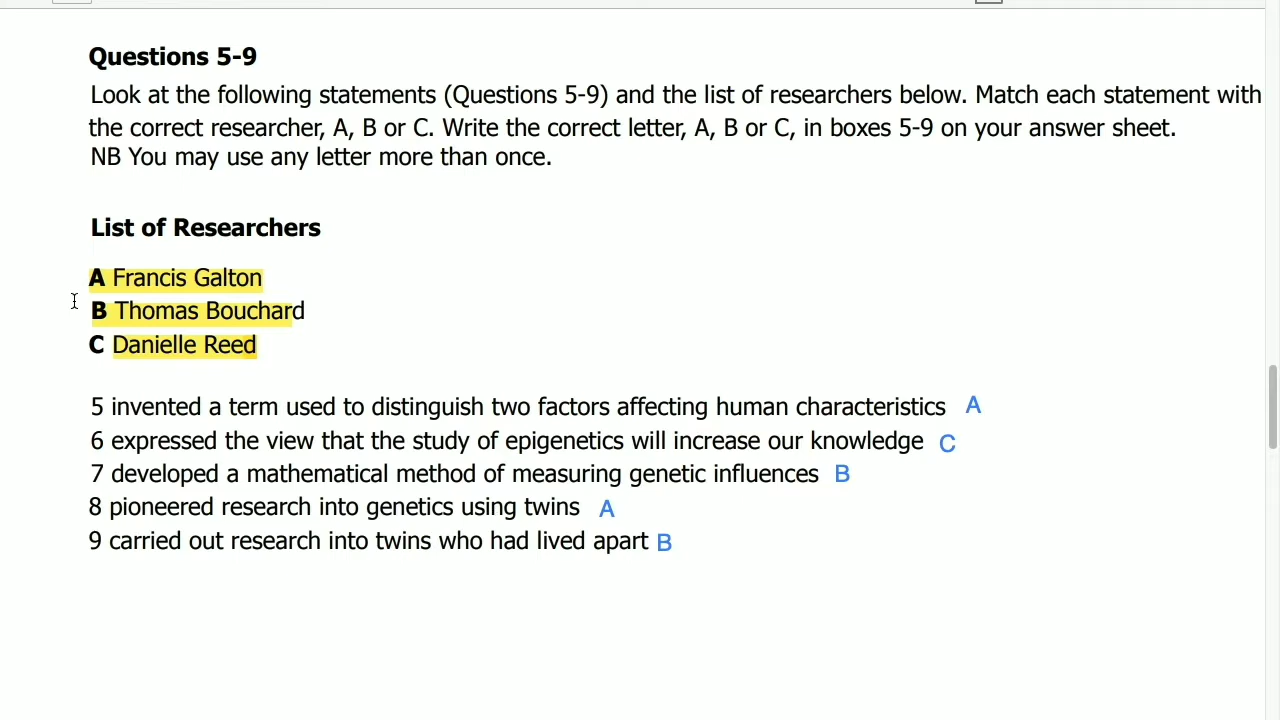 Questions 5-9
Look at the following statements (Questions 5-9) and the list of researchers below. Match each statement with
the correct researcher, A, B or C. Write the correct letter, A, B or C, in boxes 5-9 on your answer sheet.
NB You may use any letter more than once.
List of Researchers
A Francis Galton
B Thomas Bouchard
C Danielle Reed
5 invented a term used to distinguish two factors affecting human characteristics A
6 expressed the view that the study of epigenetics will increase our knowledge C
7 developed a mathematical method of measuring genetic influences B
8 pioneered research into genetics using twins A
9 carried out research into twins who had lived apart B